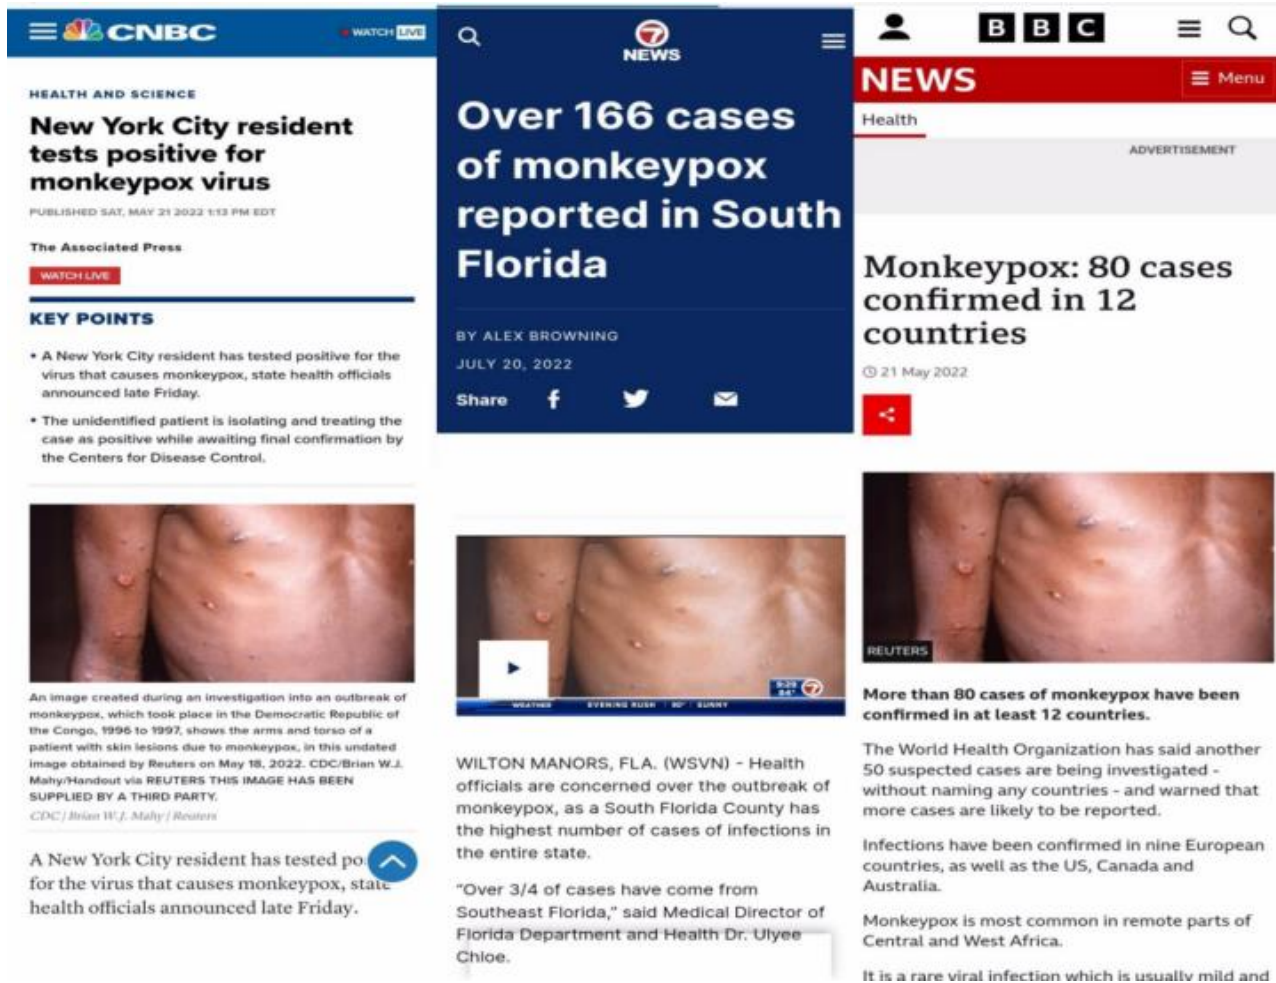 CNBC
WATCH LIVE
HEALTH AND SCIENCE
New York City resident
tests positive for
monkeypox virus
PUBLISHED SAT, MAY 21 2022 1:13 PM EDT
The Associated Press
WATCH LIVE
KEY POINTS
• A New York City resident has tested positive for the
virus that causes monkeypox, state health officials
announced late Friday.
• The unidentified patient is isolating and treating the
case as positive while awaiting final confirmation by
the Centers for Disease Control.
An image created during an investigation into an outbreak of
monkeypox, which took place in the Democratic Republic of
the Congo, 1996 to 1997, shows the arms and torso of a
patient with skin lesions due to monkeypox, in this undated
image obtained by Reuters on May 18, 2022. CDC/Brian W.J.
Mahy/Handout via REUTERS THIS IMAGE HAS BEEN
SUPPLIED BY A THIRD PARTY.
CDC | Brian W.J. Mahy | Reuters
A New York City resident has tested po
for the virus that causes monkeypox, state
health officials announced late Friday.
7
NEWS
Over 166 cases
of monkeypox
reported in South
Florida
BY ALEX BROWNING
JULY 20, 2022
Share
9:29
84°
7
WEATHER EVENING RUSH 90° SUNNY
WILTON MANORS, FLA. (WSVN) - Health
officials are concerned over the outbreak of
monkeypox, as a South Florida County has
the highest number of cases of infections in
the entire state.
"Over 3/4 of cases have come from
Southeast Florida," said Medical Director of
Florida Department and Health Dr. Ulyee
Chloe.
BBC
NEWS
Menu
Health
ADVERTISEMENT
Monkeypox: 80 cases
confirmed in 12
countries
21 May 2022
REUTERS
More than 80 cases of monkeypox have been
confirmed in at least 12 countries.
The World Health Organization has said another
50 suspected cases are being investigated -
without naming any countries - and warned that
more cases are likely to be reported.
Infections have been confirmed in nine European
countries, as well as the US, Canada and
Australia.
Monkeypox is most common in remote parts of
Central and West Africa.
It is a rare viral infection which is usually mild and